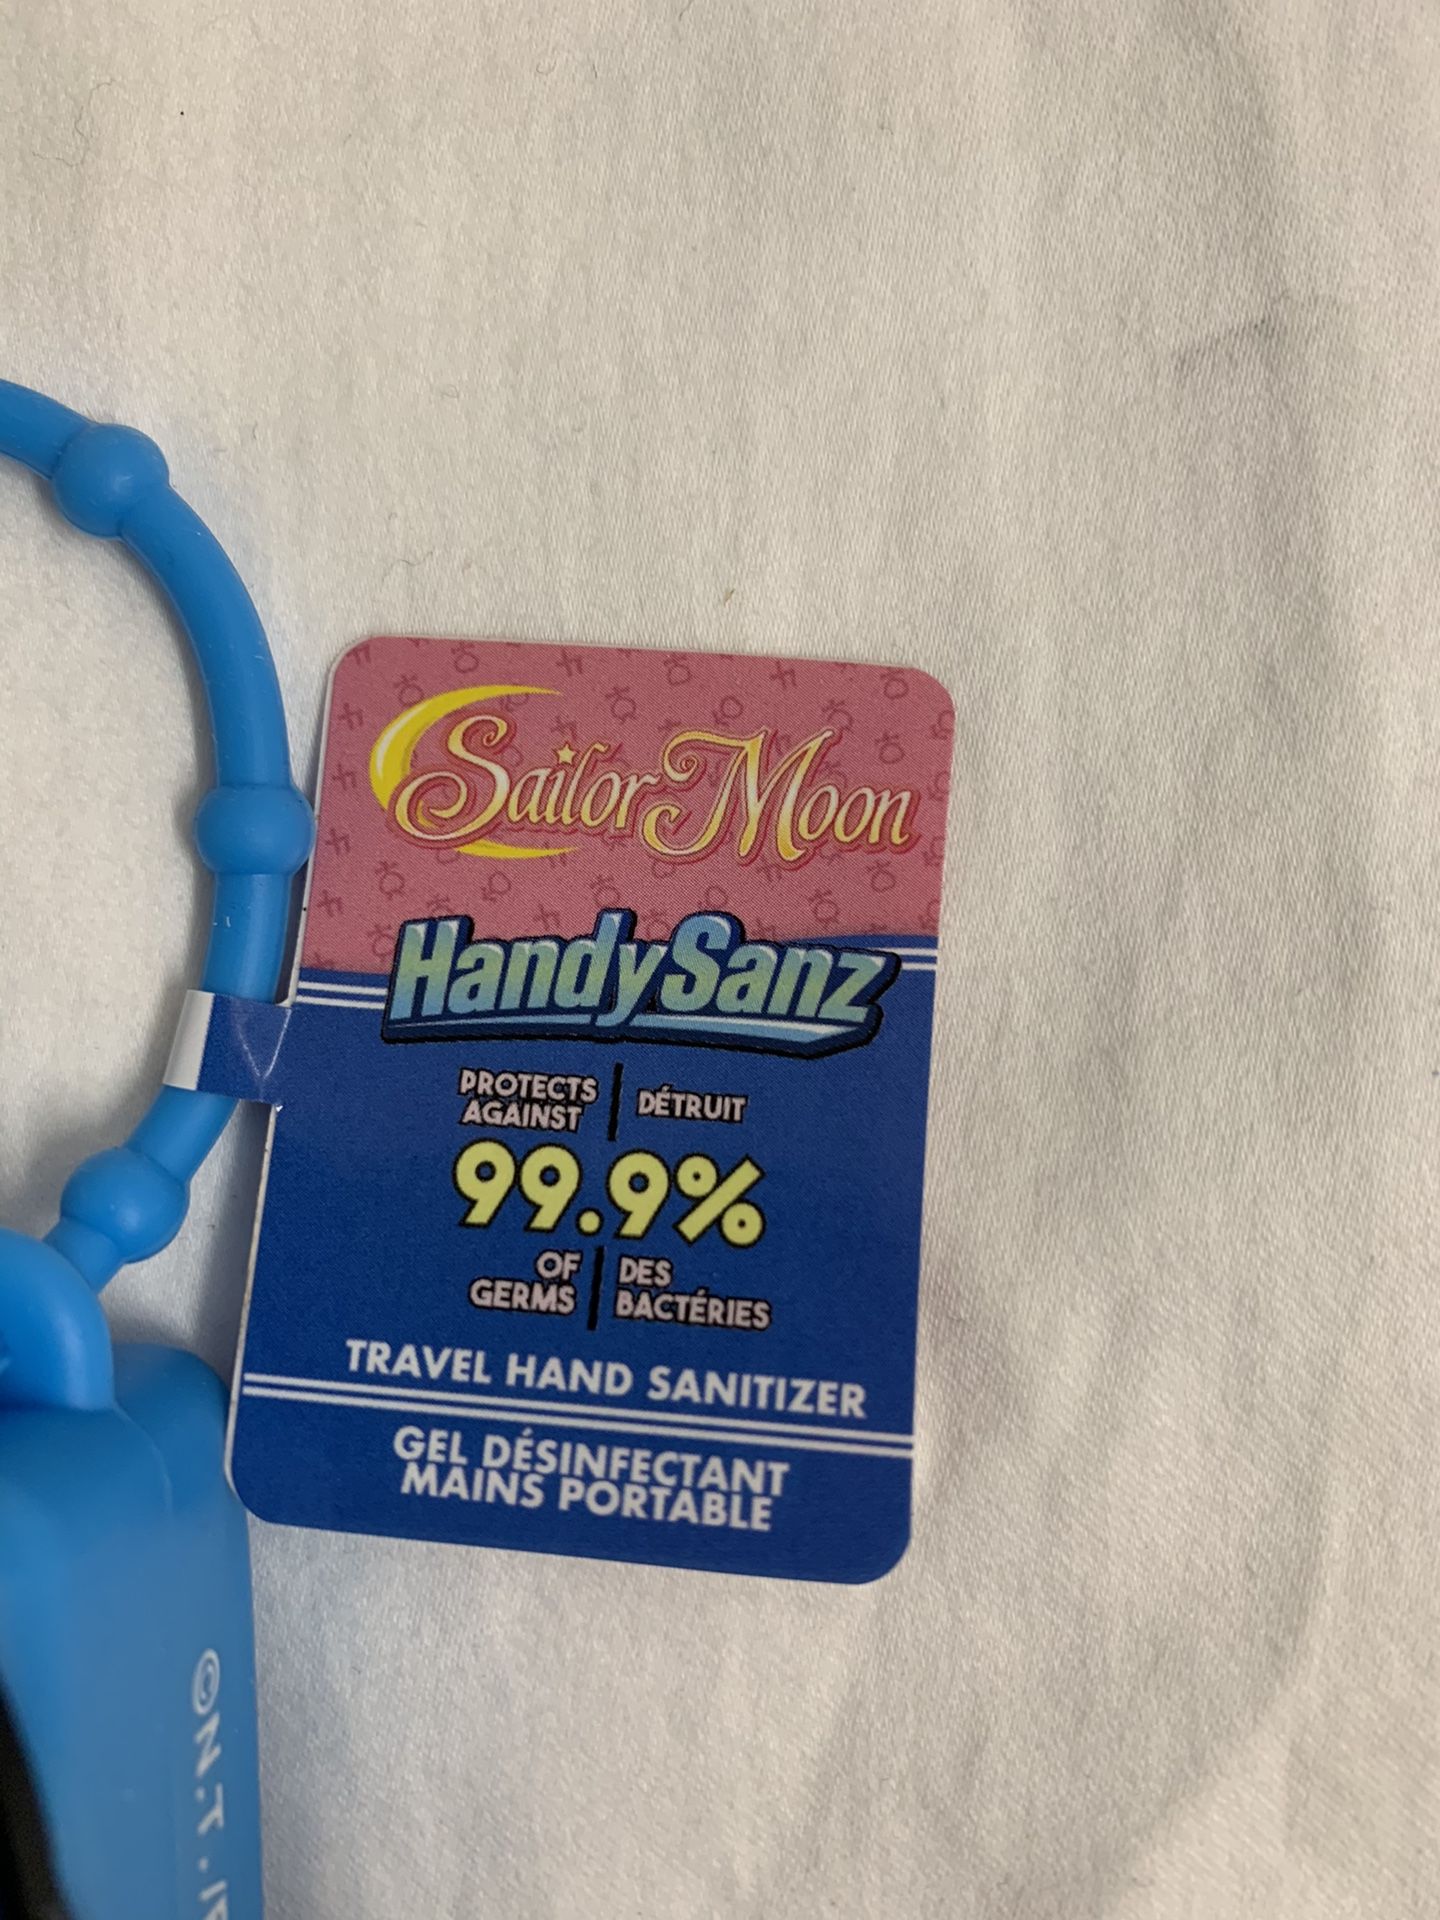 Sailor Moon
HandySanz
PROTECTS
AGAINST
DÉTRUIT
99.9%
OF
GERMS
DES
BACTÉRIES
TRAVEL HAND SANITIZER
GEL DÉSINFECTANT
MAINS PORTABLE
©N.T.